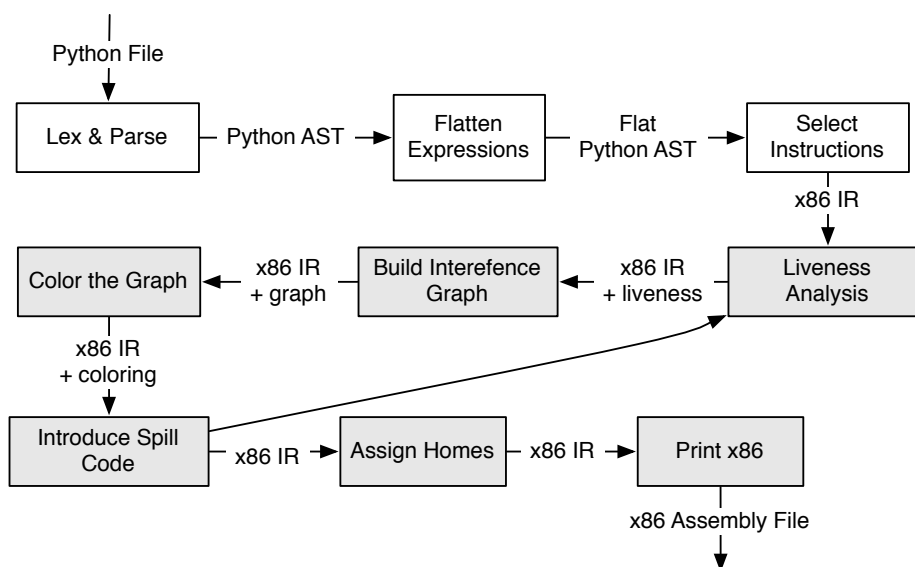 Python File
Lex & Parse
Python AST
Flatten
Expressions
Flat
Python AST
Select
Instructions
x86 IR
Color the Graph
x86 IR
+ graph
Build Interefence
Graph
x86 IR
+ liveness
Liveness
Analysis
x86 IR
+ coloring
Introduce Spill
Code
x86 IR
Assign Homes
x86 IR
Print x86
x86 Assembly File